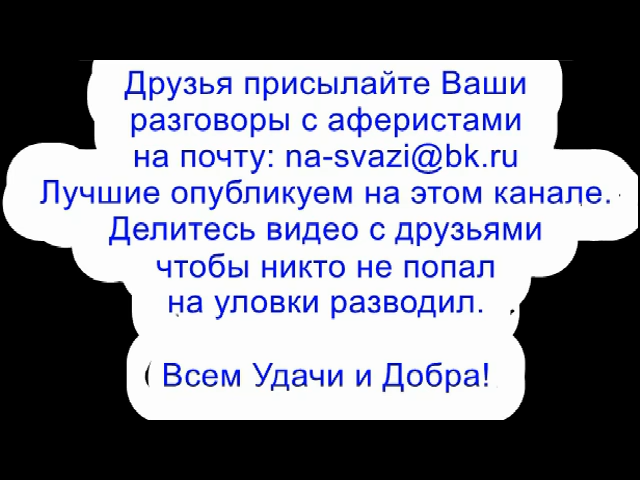 Друзья присылайте Ваши
разговоры с аферистами
на почту: na-svazi@bk.ru
Лучшие опубликуем на этом канале.
Делитесь видео с друзьями
чтобы никто не попал
на уловки разводил.
Всем Удачи и Добра!